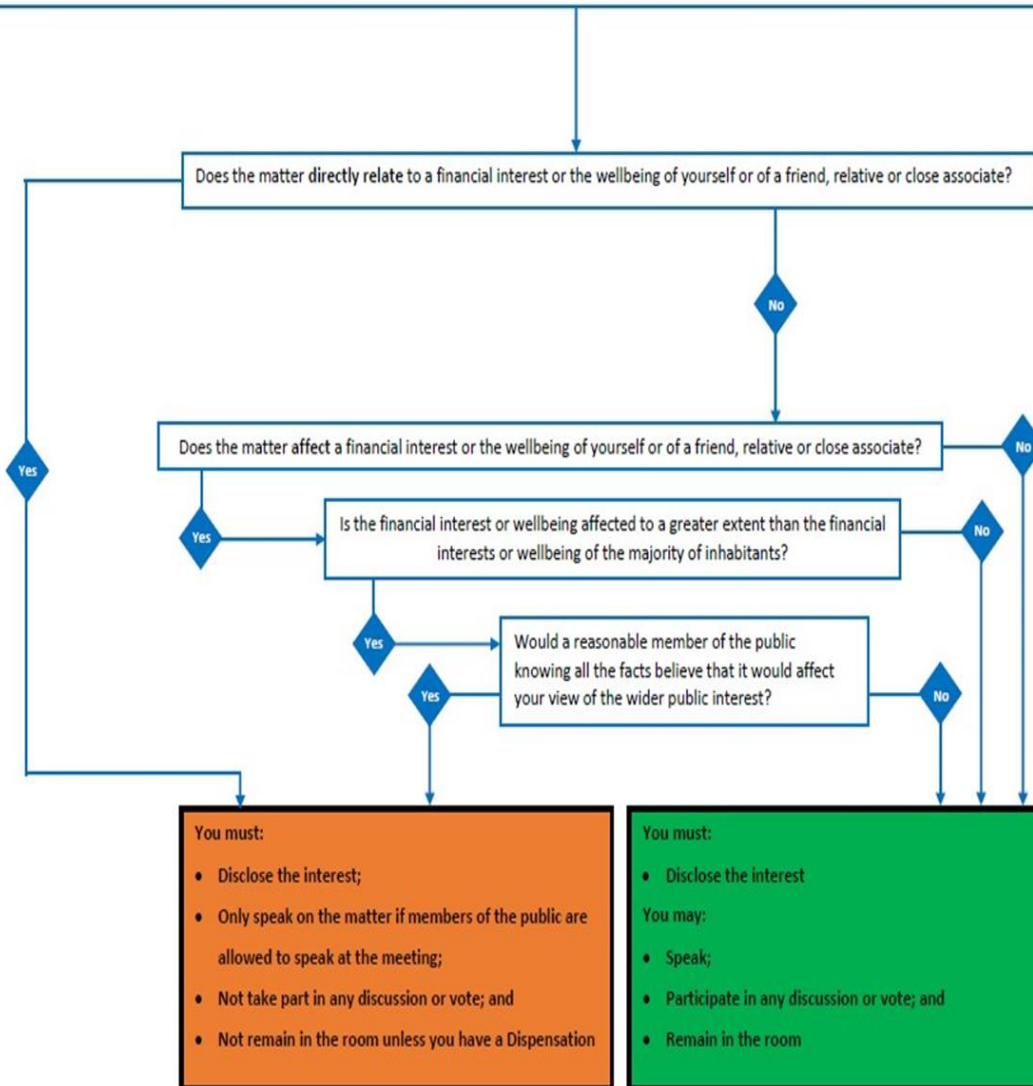 Does the matter directly relate to a financial interest or the wellbeing of yourself or of a friend, relative or close associate?
No
Does the matter affect a financial interest or the wellbeing of yourself or of a friend, relative or close associate?
No
Yes
Is the financial interest or wellbeing affected to a greater extent than the financial
interests or wellbeing of the majority of inhabitants?
No
Yes
Yes
Would a reasonable member of the public
knowing all the facts believe that it would affect
your view of the wider public interest?
Yes
No
You must:
• Disclose the interest;
• Only speak on the matter if members of the public are
allowed to speak at the meeting;
• Not take part in any discussion or vote; and
• Not remain in the room unless you have a Dispensation
You must:
• Disclose the interest
You may:
• Speak;
• Participate in any discussion or vote; and
• Remain in the room